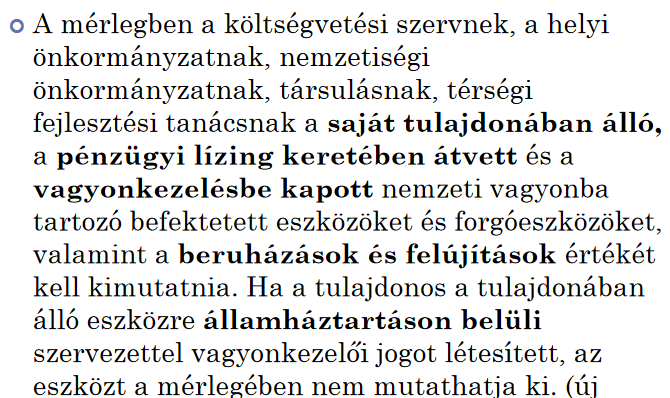 A mérlegben a költségvetési szervnek, a helyi
önkormányzatnak, nemzetiségi
önkormányzatnak, társulásnak, térségi
fejlesztési tanácsnak a saját tulajdonában álló,
a pénzügyi lízing keretében átvett és a
vagyonkezelésbe kapott nemzeti vagyonba
tartozó befektetett eszközöket és forgóeszközöket,
valamint a beruházások és felújítások értékét
kell kimutatnia. Ha a tulajdonos a tulajdonában
álló eszközre államháztartáson belüli
szervezettel vagyonkezelői jogot létesített, az
eszközt a mérlegében nem mutathatja ki. (új